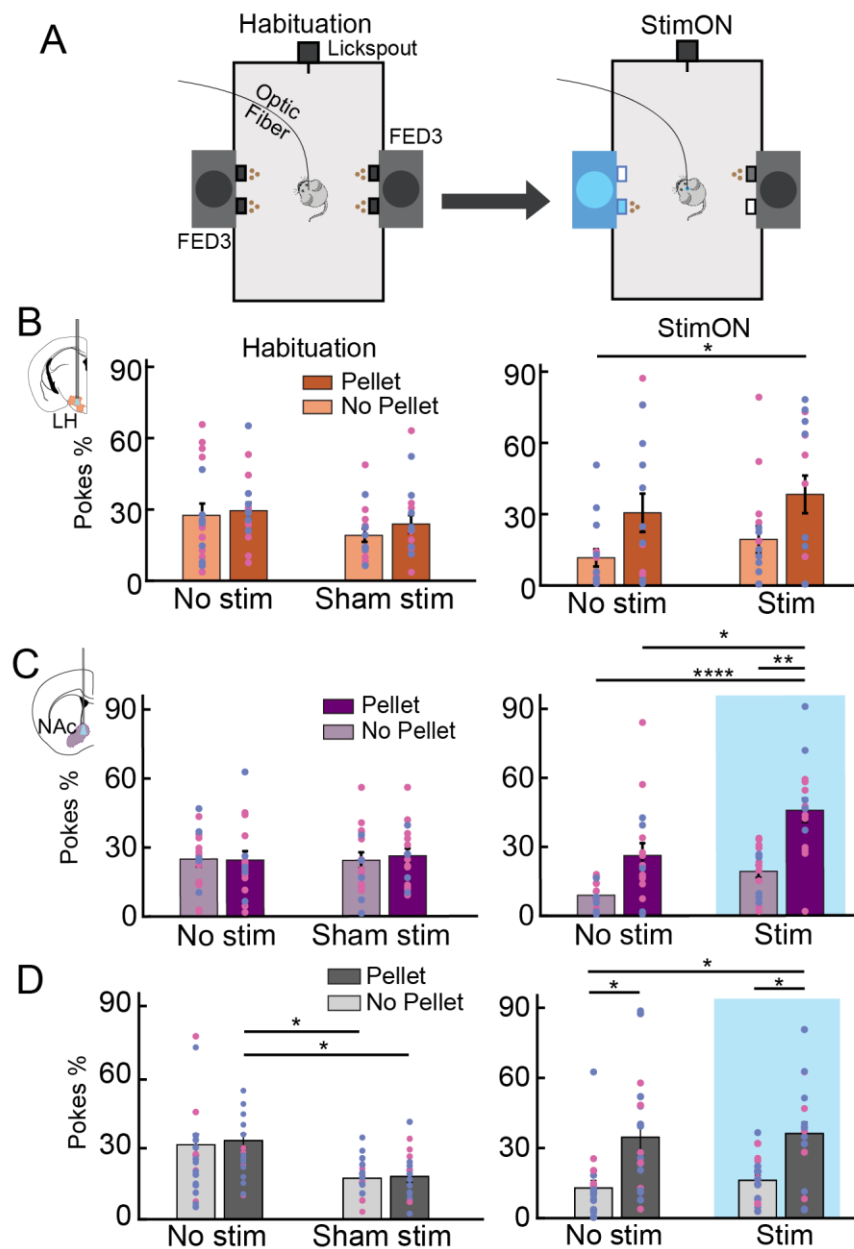 A
Habituation
StimON
Lickspout
Optic
Fiber
FED3
FED3
B
LH
Habituation
StimON
Pellet
No Pellet
Pokes %
90
60
30
0
No stim
Sham stim
*
90
60
30
0
No stim
Stim
C
NAc
Pellet
No Pellet
Pokes %
90
60
30
0
No stim
Sham stim
*
**
****
90
60
30
0
No stim
Stim
D
Pellet
No Pellet
Pokes %
90
60
30
0
*
*
No stim
Sham stim
*
*
*
90
60
30
0
No stim
Stim